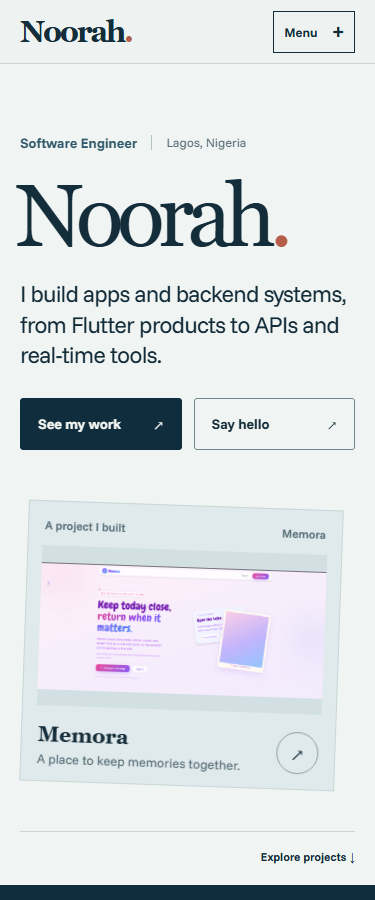 Noorah.
Menu +
Software Engineer
Lagos, Nigeria
Noorah.
I build apps and backend systems,
from Flutter products to APIs and
real-time tools.
See my work ↗
Say hello ↗
A project I built
Memora
Keep today close,
return when it
matters.
Memora
A place to keep memories together.
↗
Explore projects ↓